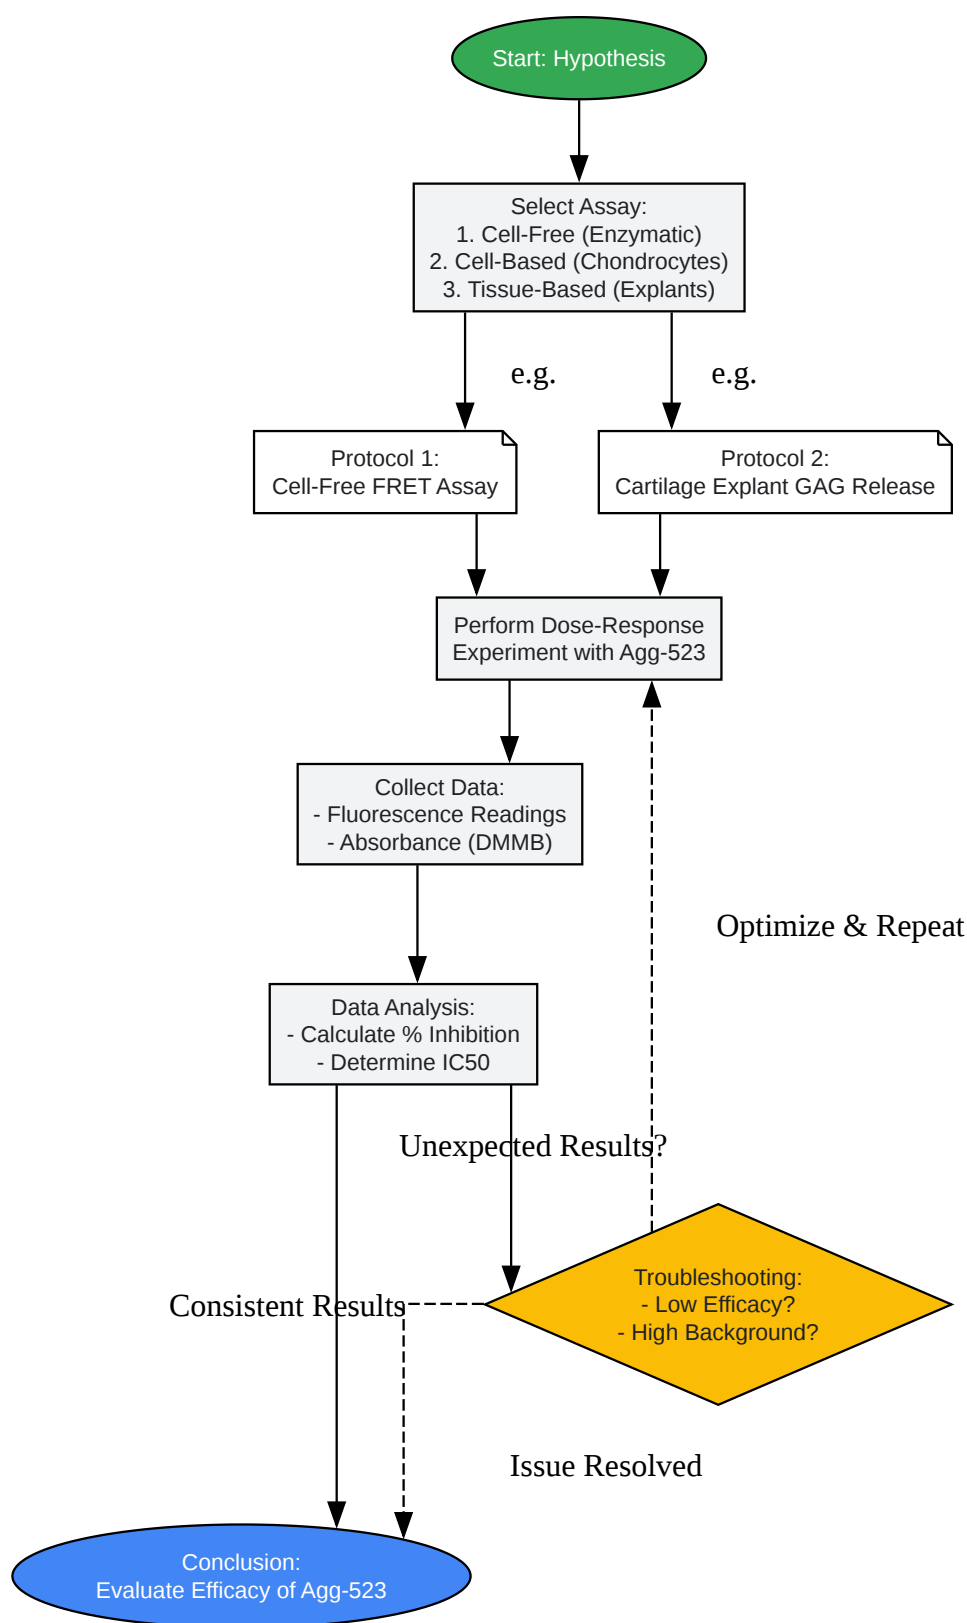 Start: Hypothesis
Select Assay:
1. Cell-Free (Enzymatic)
2. Cell-Based (Chondrocytes)
3. Tissue-Based (Explants)
e.g.
e.g.
Protocol 1:
Cell-Free FRET Assay
Protocol 2:
Cartilage Explant GAG Release
Perform Dose-Response
Experiment with Agg-523
Collect Data:
- Fluorescence Readings
- Absorbance (DMMB)
Optimize & Repeat
Data Analysis:
- Calculate % Inhibition
- Determine IC50
Unexpected Results?
Troubleshooting:
- Low Efficacy?
- High Background?
Consistent Results
Issue Resolved
Conclusion:
Evaluate Efficacy of Agg-523